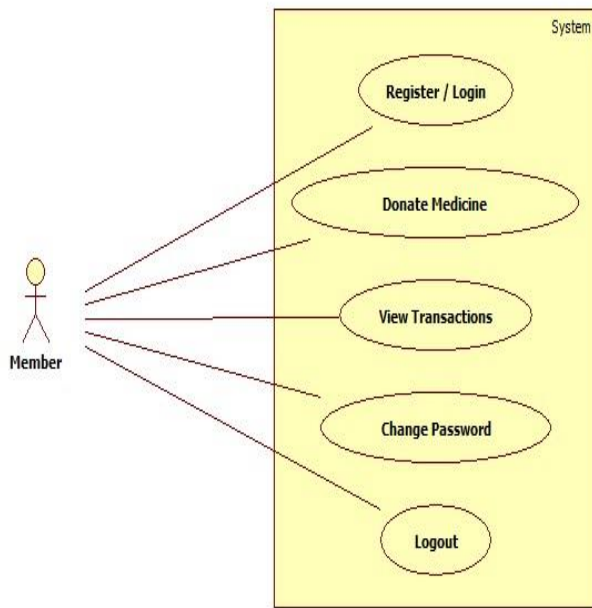 System
Register / Login
Donate Medicine
View Transactions
Member
Change Password
Logout